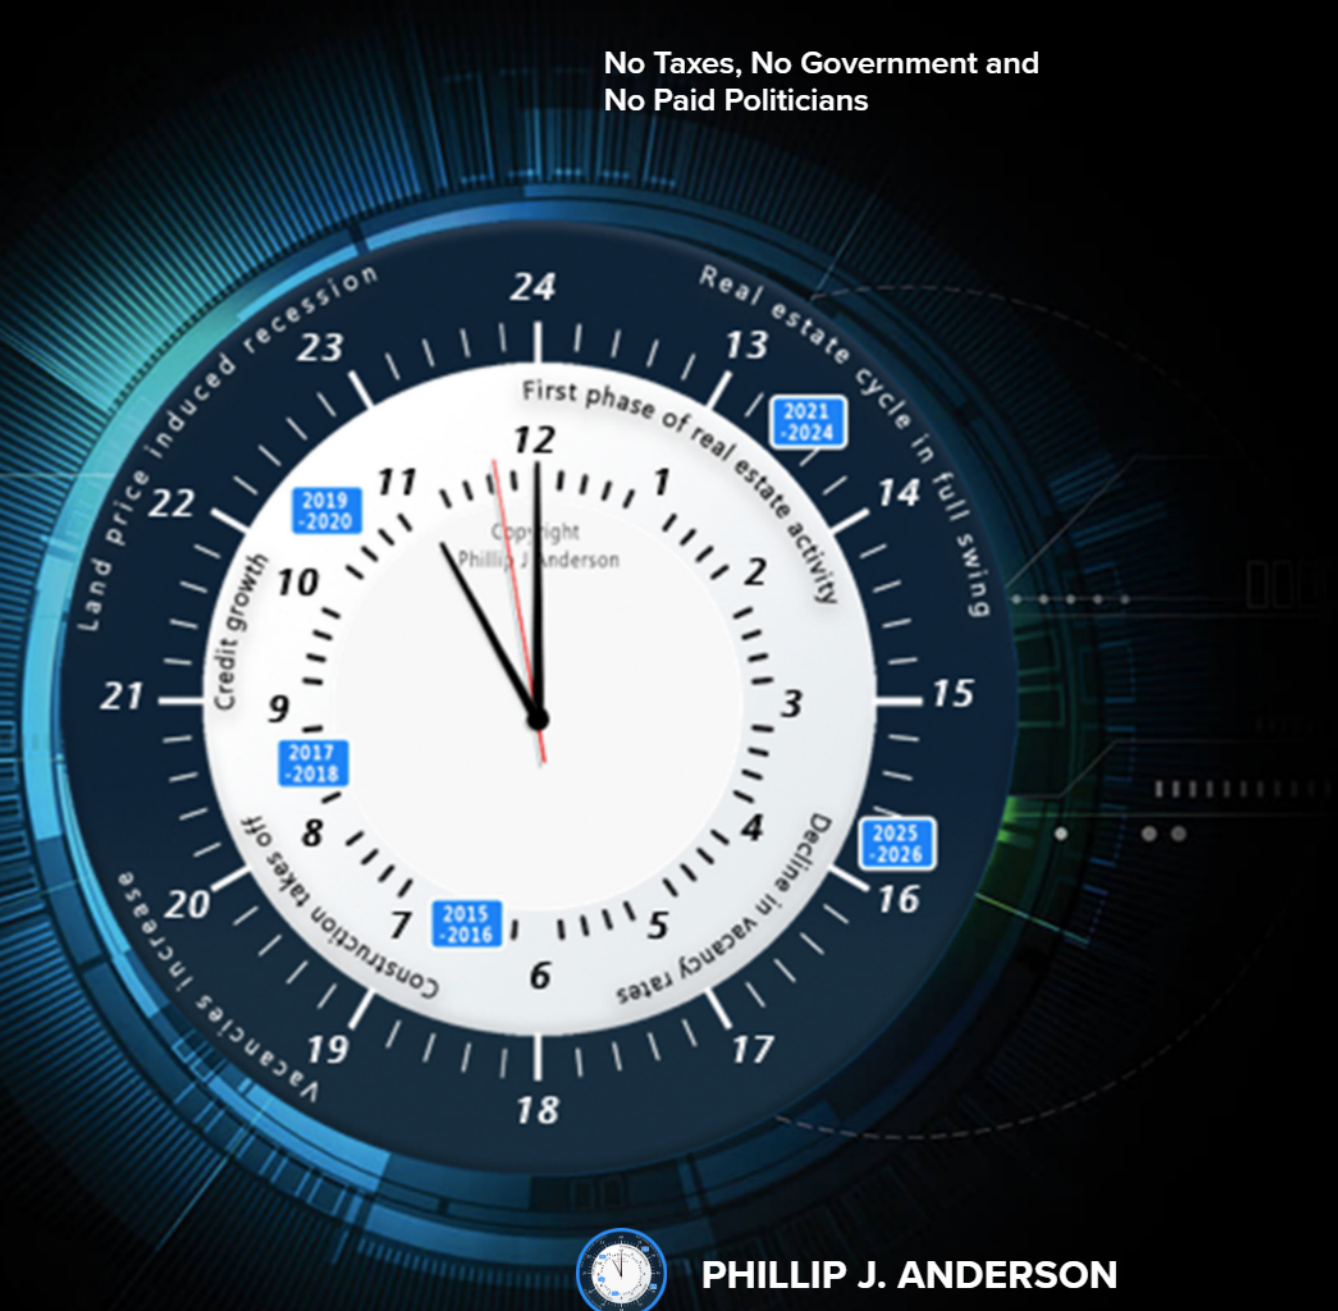 No Taxes, No Government and
No Paid Politicians
Land price induced recession
Real estate cycle in full swing
24
23
13
First phase of real estate activity
2021
-2024
12
11
1
22
14
2019
-2020
Copyright
Phillip J Anderson
Credit growth
10
2
21
9
3
15
2017
-2018
8
4
2025
-2026
Construction takes off
Decline in vacancy rates
20
16
Vacancies increase
7
2015
-2016
5
6
19
17
18
PHILLIP J. ANDERSON